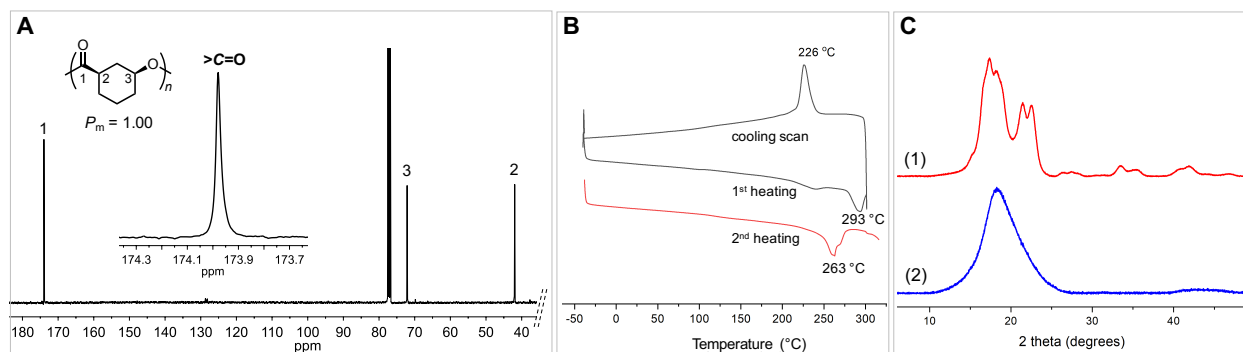 A
O
O
1
2
3
n
Pm = 1.00
>C=O
1
3
2
174.3 174.1 173.9 173.7
ppm
180 170 160 150 140 130 120 110 100 90 80 70 60 50 40
ppm
B
226 °C
cooling scan
1st heating
293 °C
2nd heating
263 °C
-50 0 50 100 150 200 250 300
Temperature (°C)
C
(1)
(2)
10 20 30 40
2 theta (degrees)